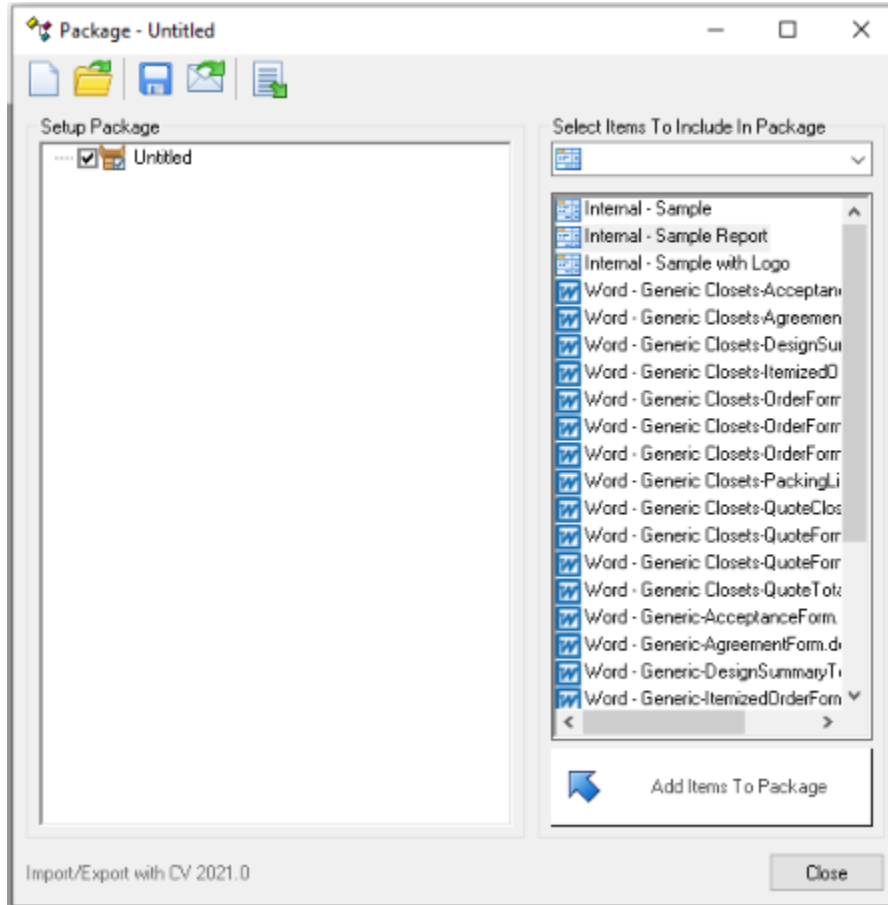 Package - Untitled
Setup Package
Untitled
Select Items To Include In Package
Internal - Sample
Internal - Sample Report
Internal - Sample with Logo
Word - Generic Closets-Acceptan
Word - Generic Closets-Agreemen
Word - Generic Closets-DesignSu
Word - Generic Closets-ItemizedO
Word - Generic Closets-OrderForm
Word - Generic Closets-OrderForm
Word - Generic Closets-OrderForm
Word - Generic Closets-PackingLi
Word - Generic Closets-QuoteClos
Word - Generic Closets-QuoteForm
Word - Generic Closets-QuoteForm
Word - Generic Closets-QuoteTota
Word - Generic-AcceptanceForm.
Word - Generic-AgreementForm.d
Word - Generic-DesignSummaryT
Word - Generic-ItemizedOrderForm
Add Items To Package
Import/Export with CV 2021.0
Close